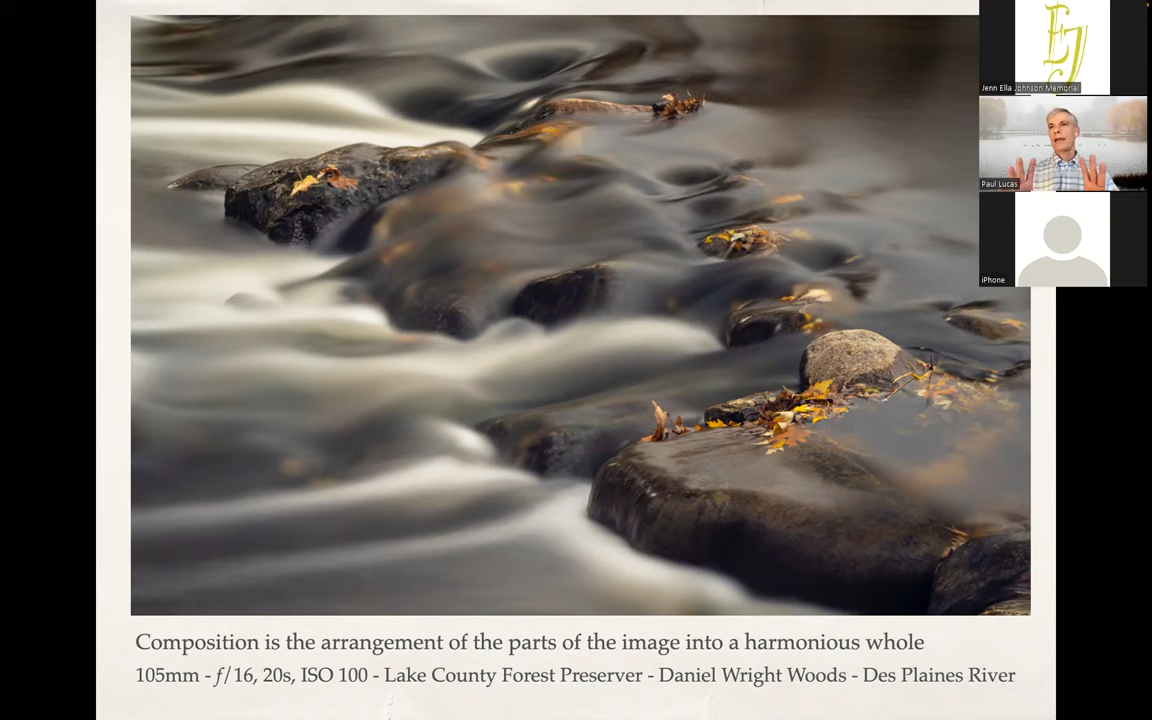 EJ
Jenn Ella Johnson Memorial
Paul Lucas
iPhone
Composition is the arrangement of the parts of the image into a harmonious whole
105mm - f/16, 20s, ISO 100 - Lake County Forest Preserver - Daniel Wright Woods - Des Plaines River